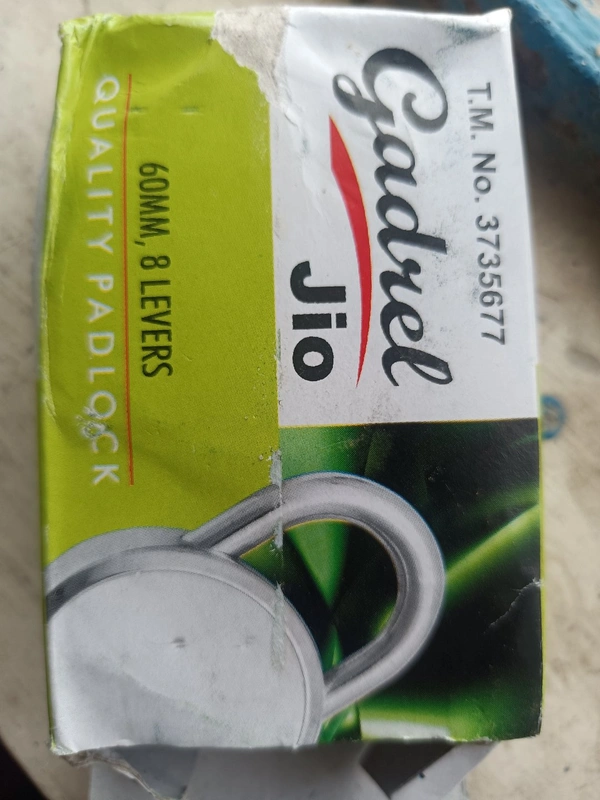 T.M. No. 3735677
Gadrel
Jio
60MM, 8 LEVERS
QUALITY PADLOCK